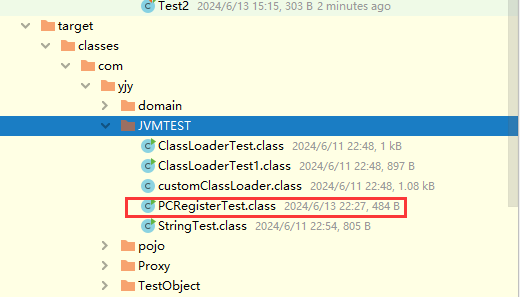 Test2 2024/6/13 15:15, 303 B 2 minutes ago
target
classes
com
yjy
domain
JVMTEST
ClassLoaderTest.class 2024/6/11 22:48, 1 kB
ClassLoaderTest1.class 2024/6/11 22:48, 897 B
customClassLoader.class 2024/6/11 22:48, 1.08 kB
PCRegisterTest.class 2024/6/13 22:27, 484 B
StringTest.class 2024/6/11 22:54, 805 B
pojo
Proxy
TestObject